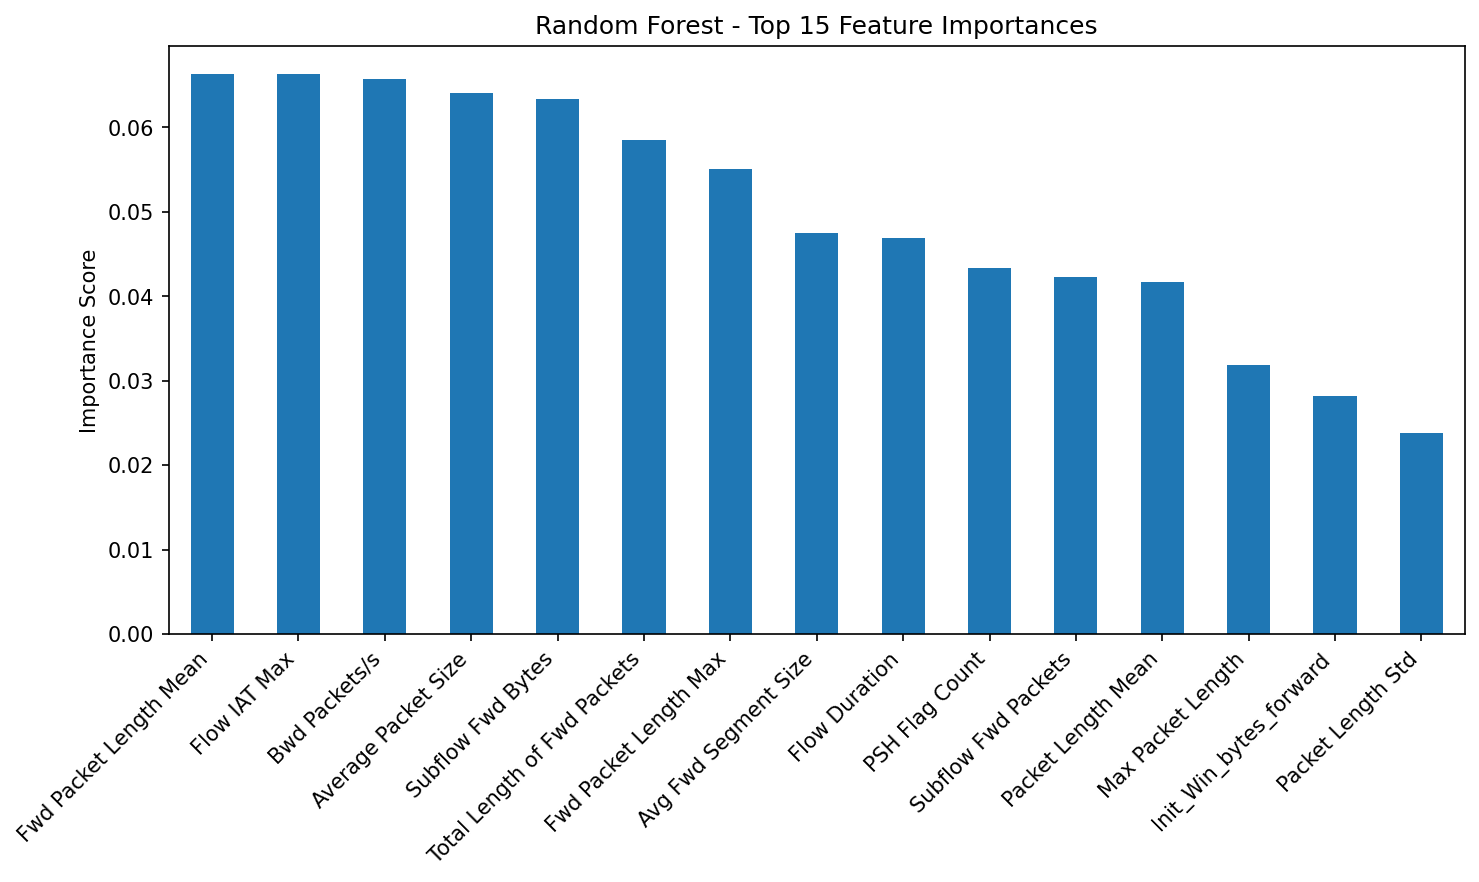 Random Forest - Top 15 Feature Importances
Importance Score
0.06
0.05
0.04
0.03
0.02
0.01
0.00
Fwd Packet Length Mean
Flow IAT Max
Bwd Packets/s
Average Packet Size
Subflow Fwd Bytes
Total Length of Fwd Packets
Fwd Packet Length Max
Avg Fwd Segment Size
Flow Duration
PSH Flag Count
Subflow Fwd Packets
Packet Length Mean
Max Packet Length
Init_Win_bytes_forward
Packet Length Std